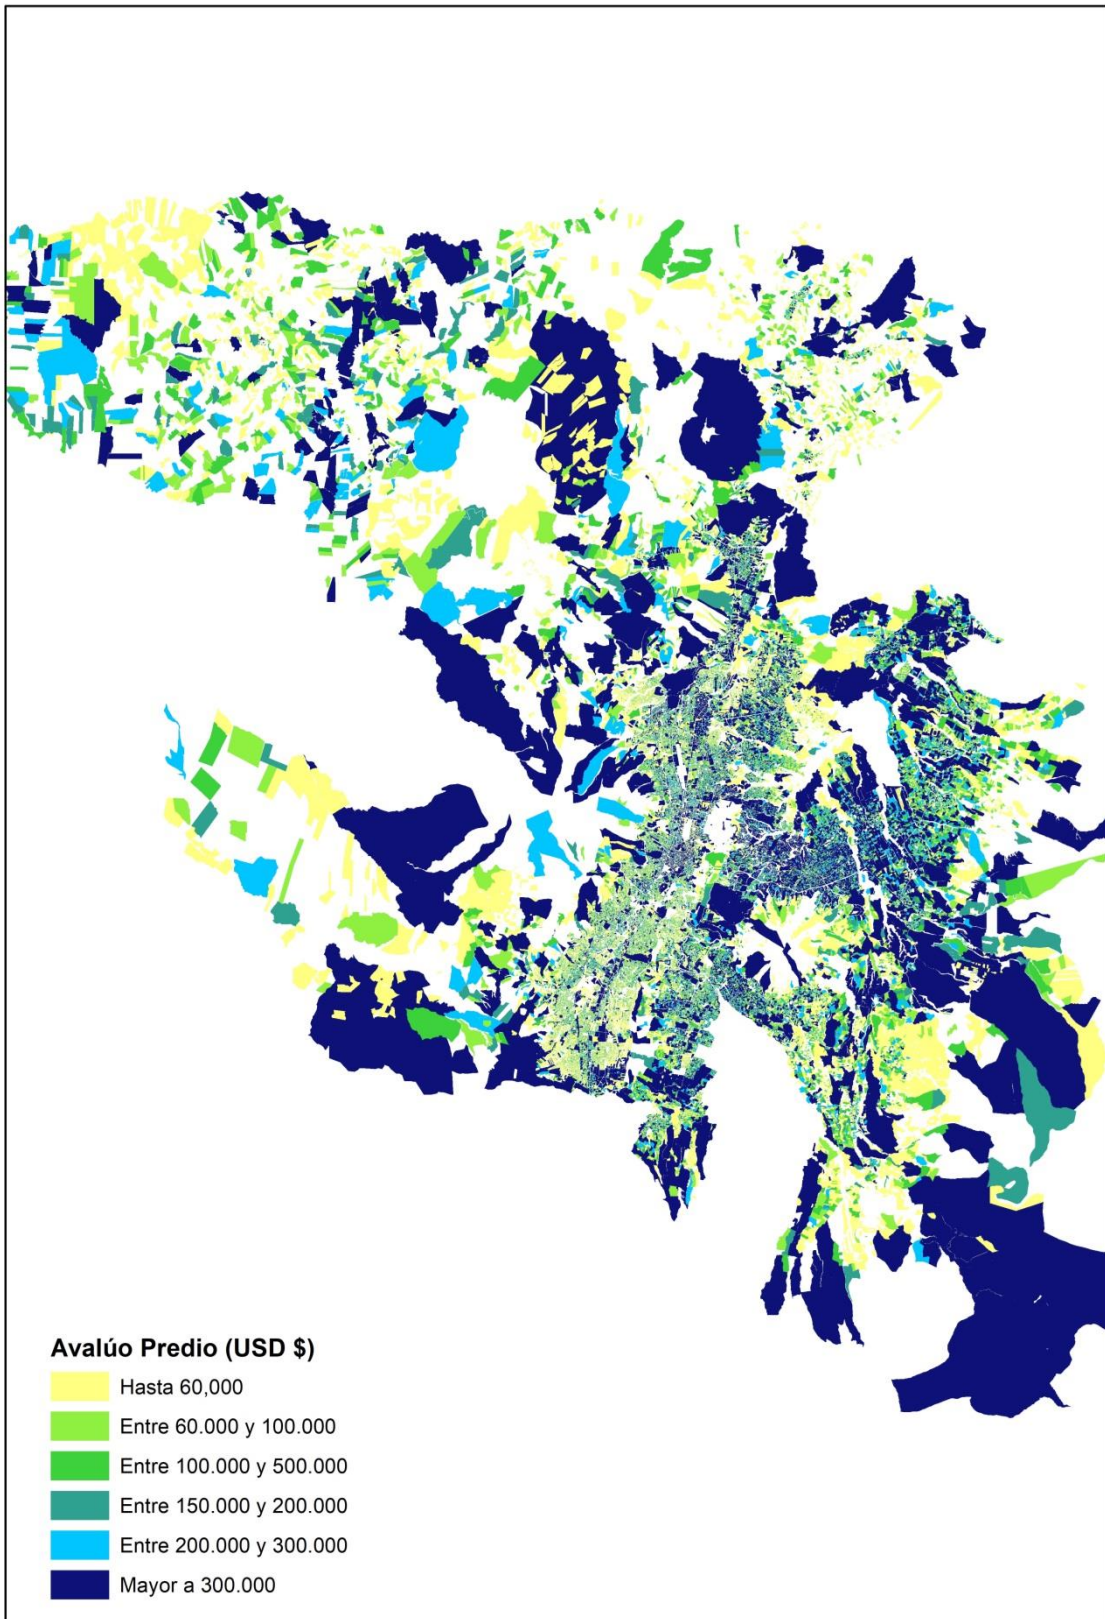 Avalúo Predio (USD $)
Hasta 60,000
Entre 60.000 y 100.000
Entre 100.000 y 500.000
Entre 150.000 y 200.000
Entre 200.000 y 300.000
Mayor a 300.000